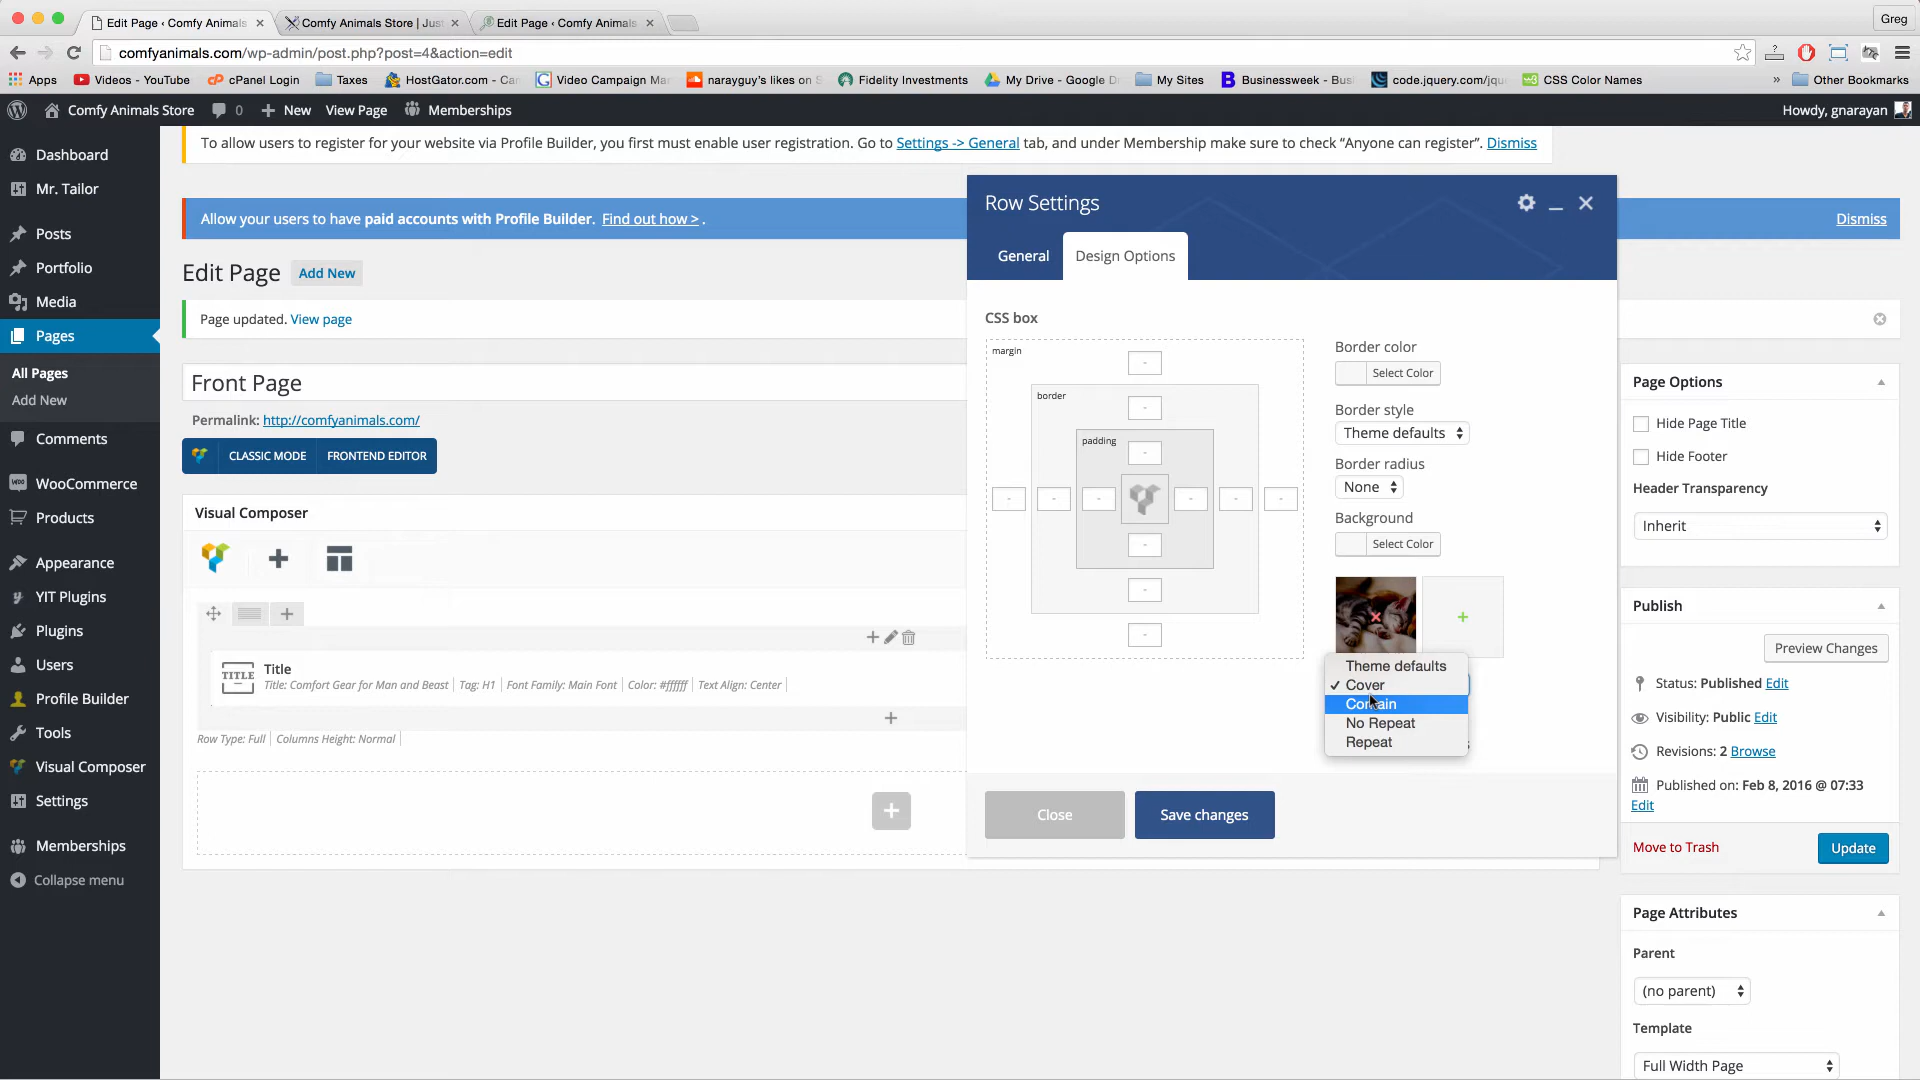 Edit Page ‹ Comfy Animals
Comfy Animals Store | Jus
Edit Page ‹ Comfy Animals
Greg
comfyanimals.com/wp-admin/post.php?post=4&action=edit
Apps
Videos - YouTube
cPanel Login
Taxes
HostGator.com - Ca
Video Campaign Ma
narayguy's likes on S
Fidelity Investments
My Drive - Google D
My Sites
Businessweek - Bus
code.jquery.com/jqu
CSS Color Names
»
Other Bookmarks
Comfy Animals Store
0
New
View Page
Memberships
Howdy, gnarayan
Dashboard
Mr. Tailor
Posts
Portfolio
Media
Pages
All Pages
Add New
Comments
WooCommerce
Products
Appearance
YIT Plugins
Plugins
Users
Profile Builder
Tools
Visual Composer
Settings
Memberships
Collapse menu
To allow users to register for your website via Profile Builder, you first must enable user registration. Go to Settings -> General tab, and under Membership make sure to check “Anyone can register”. Dismiss
Allow your users to have paid accounts with Profile Builder. Find out how > .
Dismiss
Edit Page
Add New
Page updated. View page
Front Page
Permalink: http://comfyanimals.com/
CLASSIC MODE
FRONTEND EDITOR
Visual Composer
TITLE
Title
Title: Comfort Gear for Man and Beast
Tag: H1
Font Family: Main Font
Color: #ffffff
Text Align: Center
Row Type: Full
Columns Height: Normal
Row Settings
General
Design Options
CSS box
margin
-
border
-
padding
-
-
-
-
-
-
-
-
-
-
Border color
Select Color
Border style
Theme defaults
Border radius
None
Background
Select Color
Theme defaults
✓ Cover
Contain
No Repeat
Repeat
Close
Save changes
Page Options
Hide Page Title
Hide Footer
Header Transparency
Inherit
Publish
Preview Changes
Status: Published Edit
Visibility: Public Edit
Revisions: 2 Browse
Published on: Feb 8, 2016 @ 07:33
Edit
Move to Trash
Update
Page Attributes
Parent
(no parent)
Template
Full Width Page